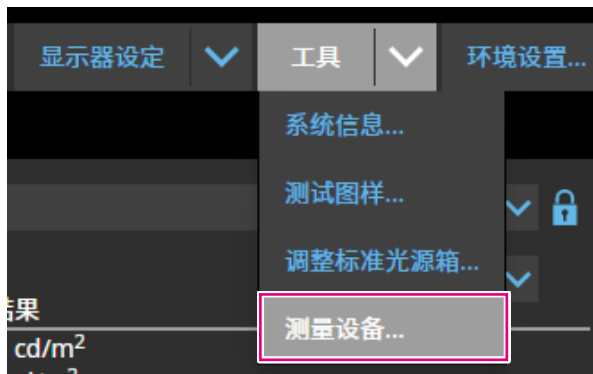 显示器设定 工具 环境设置...
系统信息...
测试图样...
调整标准光源箱...
测量设备...
结果
cd/m²